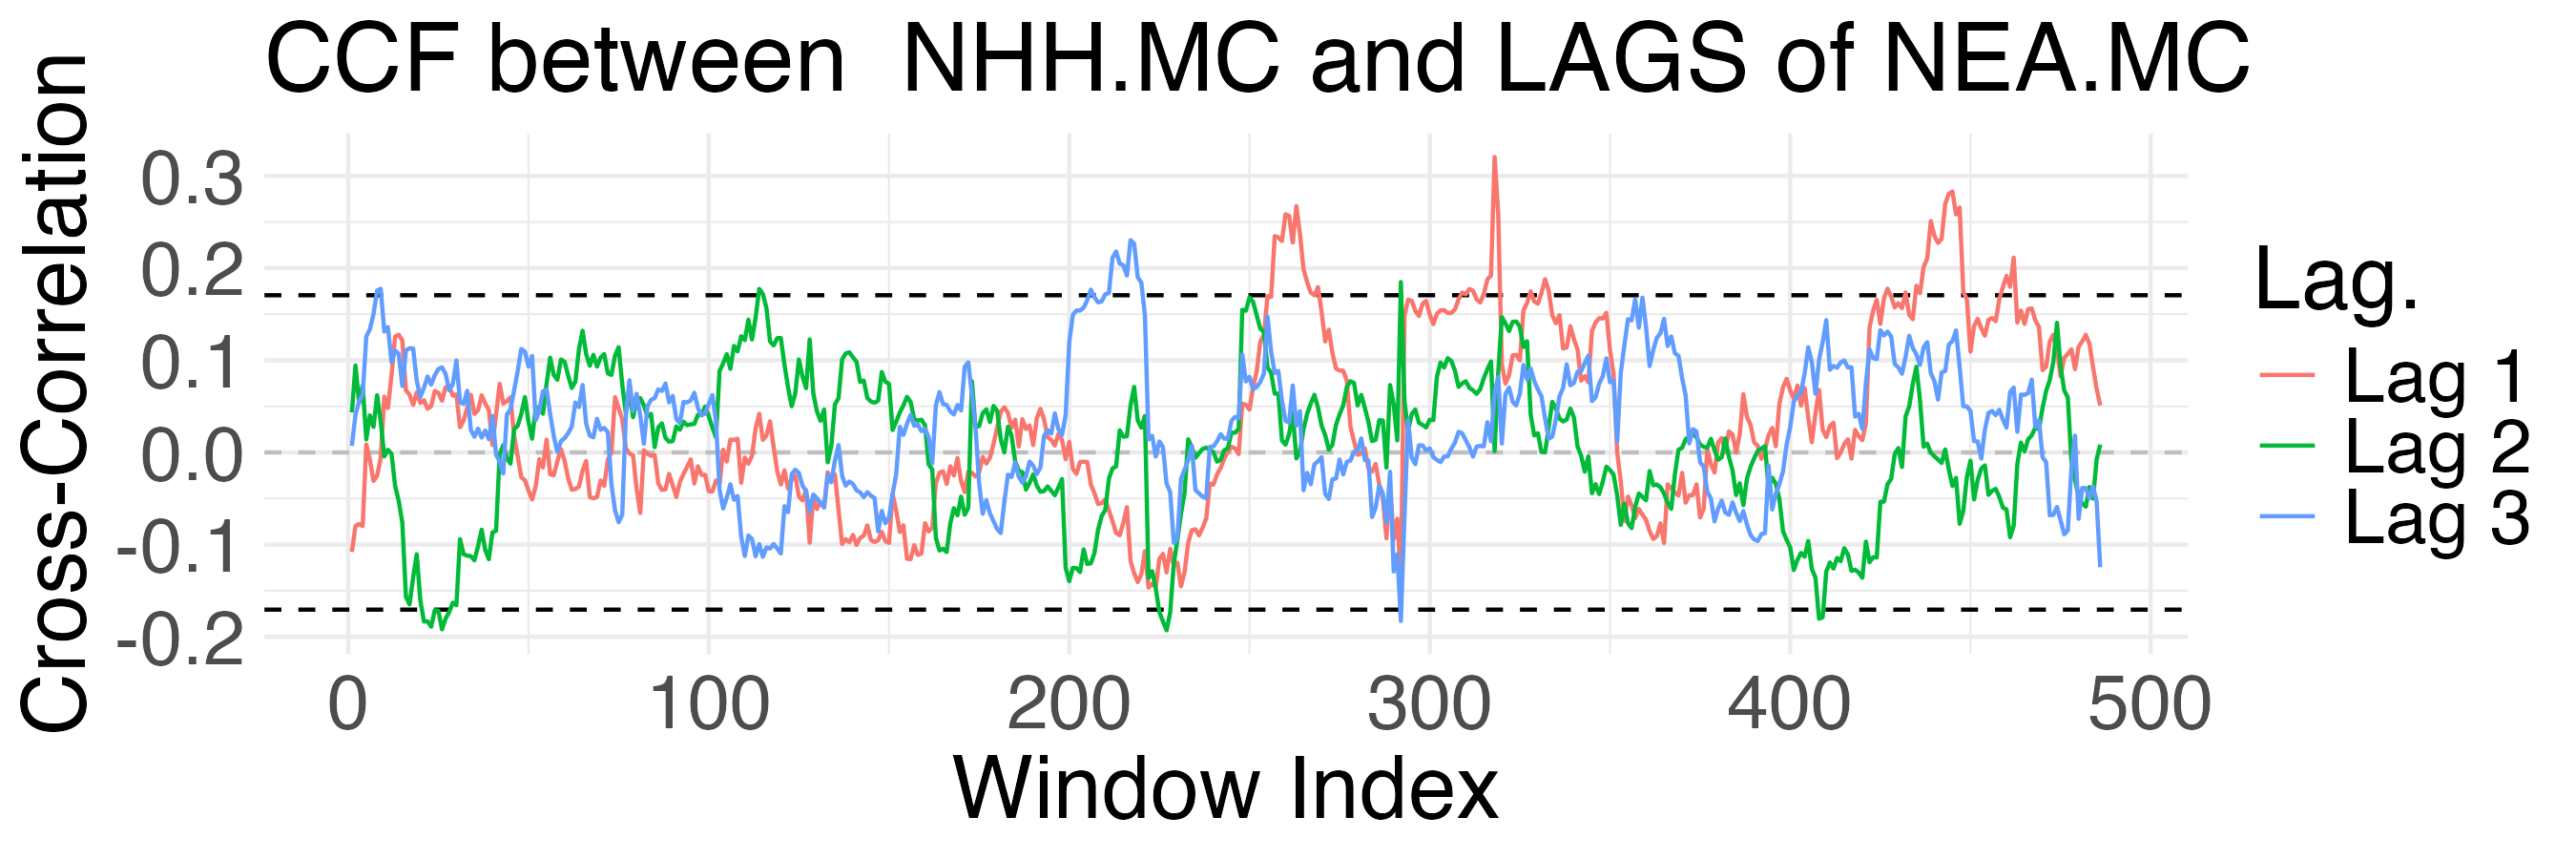 CCF between  NHH.MC and LAGS of NEA.MC
Cross-Correlation
0.3
0.2
0.1
0.0
-0.1
-0.2
0 100 200 300 400 500
Window Index
Lag.
Lag 1
Lag 2
Lag 3